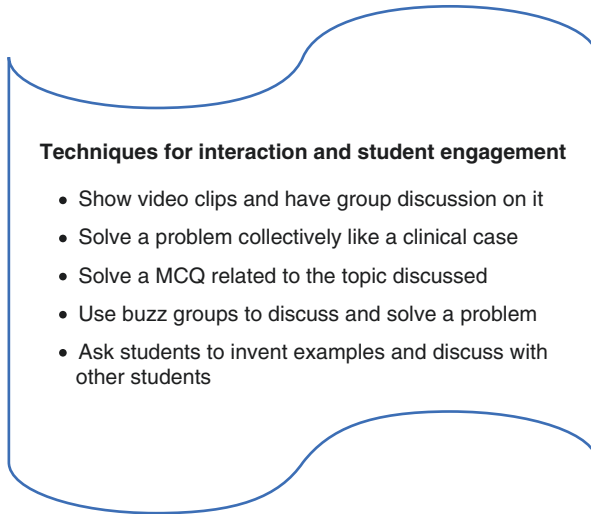 Techniques for interaction and student engagement
• Show video clips and have group discussion on it
• Solve a problem collectively like a clinical case
• Solve a MCQ related to the topic discussed
• Use buzz groups to discuss and solve a problem
• Ask students to invent examples and discuss with
other students